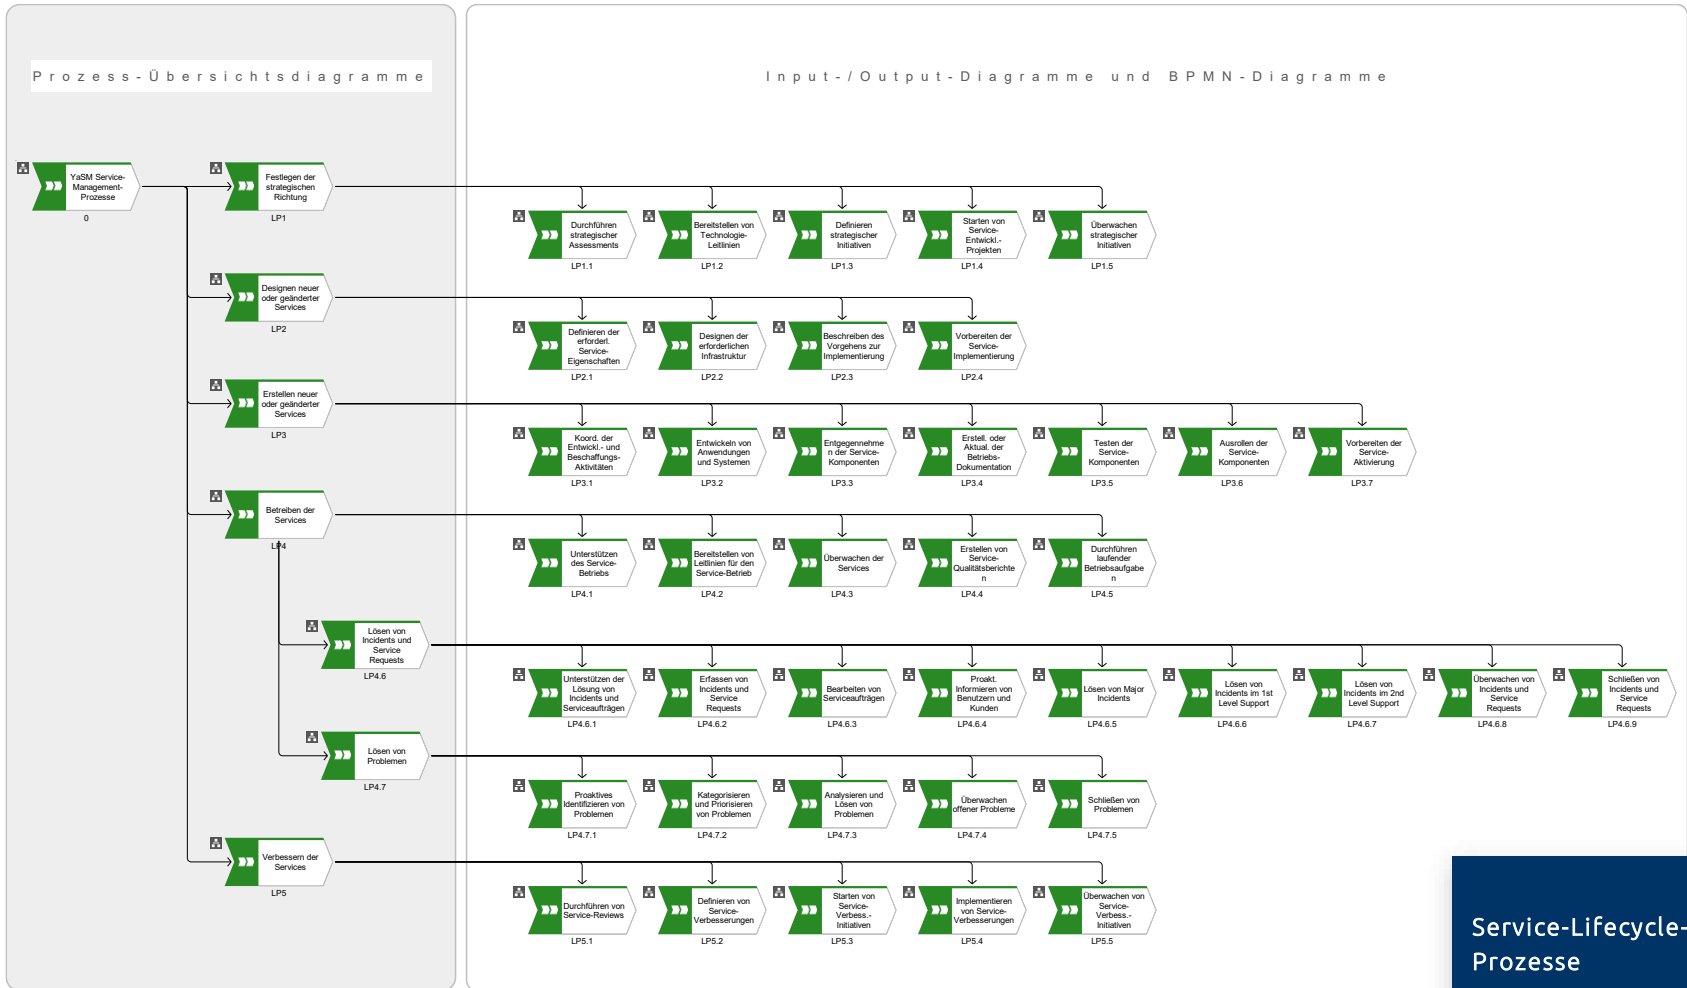 Prozess-Übersichtsdiagramme
Input-/Output-Diagramme und BPMN-Diagramme
YaSM Service-
Management-
Prozesse
0
Festlegen der
strategischen
Richtung
LP1
Durchführen
strategischer
Assessments
LP1.1
Bereitstellen von
Technologie-
Leitlinien
LP1.2
Definieren
strategischer
Initiativen
LP1.3
Starten von
Service-
Entwickl.-
Projekten
LP1.4
Überwachen
strategischer
Initiativen
LP1.5
Designen neuer
oder geänderter
Services
LP2
Definieren der
erforderl.
Service-
Eigenschaften
LP2.1
Designen der
erforderlichen
Infrastruktur
LP2.2
Beschreiben des
Vorgehens zur
Implementierung
LP2.3
Vorbereiten der
Service-
Implementierung
LP2.4
Erstellen neuer
oder geänderter
Services
LP3
Koord. der
Entwickl.- und
Beschaffungs-
Aktivitäten
LP3.1
Entwickeln von
Anwendungen
und Systemen
LP3.2
Entgegennehme
n der Service-
Komponenten
LP3.3
Erstell. oder
Aktual. der
Betriebs-
Dokumentation
LP3.4
Testen der
Service-
Komponenten
LP3.5
Ausrollen der
Service-
Komponenten
LP3.6
Vorbereiten der
Service-
Aktivierung
LP3.7
Betreiben der
Services
LP4
Unterstützen
des Service-
Betriebs
LP4.1
Bereitstellen von
Leitlinien für den
Service-Betrieb
LP4.2
Überwachen der
Services
LP4.3
Erstellen von
Service-
Qualitätsberichte
n
LP4.4
Durchführen
laufender
Betriebsaufgabe
n
LP4.5
Lösen von
Incidents und
Service
Requests
LP4.6
Unterstützen der
Lösung von
Incidents und
Serviceaufträgen
LP4.6.1
Erfassen von
Incidents und
Service
Requests
LP4.6.2
Bearbeiten von
Serviceaufträgen
LP4.6.3
Proakt.
Informieren von
Benutzern und
Kunden
LP4.6.4
Lösen von Major
Incidents
LP4.6.5
Lösen von
Incidents im 1st
Level Support
LP4.6.6
Lösen von
Incidents im 2nd
Level Support
LP4.6.7
Überwachen von
Incidents und
Service
Requests
LP4.6.8
Schließen von
Incidents und
Service
Requests
LP4.6.9
Lösen von
Problemen
LP4.7
Proaktives
Identifizieren von
Problemen
LP4.7.1
Kategorisieren
und Priorisieren
von Problemen
LP4.7.2
Analysieren und
Lösen von
Problemen
LP4.7.3
Überwachen
offener Probleme
LP4.7.4
Schließen von
Problemen
LP4.7.5
Verbessern der
Services
LP5
Durchführen von
Service-Reviews
LP5.1
Definieren von
Service-
Verbesserungen
LP5.2
Starten von
Service-
Verbess.-
Initiativen
LP5.3
Implementieren
von Service-
Verbesserungen
LP5.4
Überwachen von
Service-
Verbess.-
Initiativen
LP5.5
Service-Lifecycle-
Prozesse